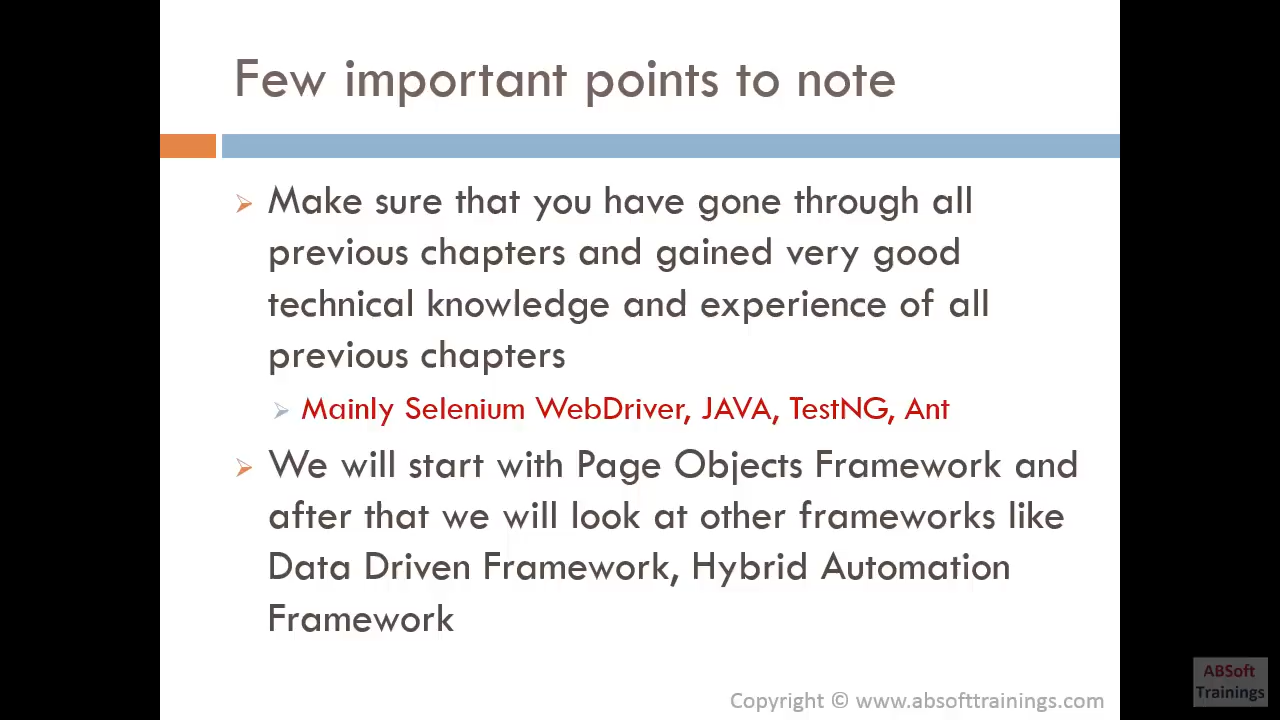 Few important points to note
Make sure that you have gone through all
previous chapters and gained very good
technical knowledge and experience of all
previous chapters
Mainly Selenium WebDriver, JAVA, TestNG, Ant
We will start with Page Objects Framework and
after that we will look at other frameworks like
Data Driven Framework, Hybrid Automation
Framework
Copyright © www.absofttrainings.com
ABSoft
Trainings